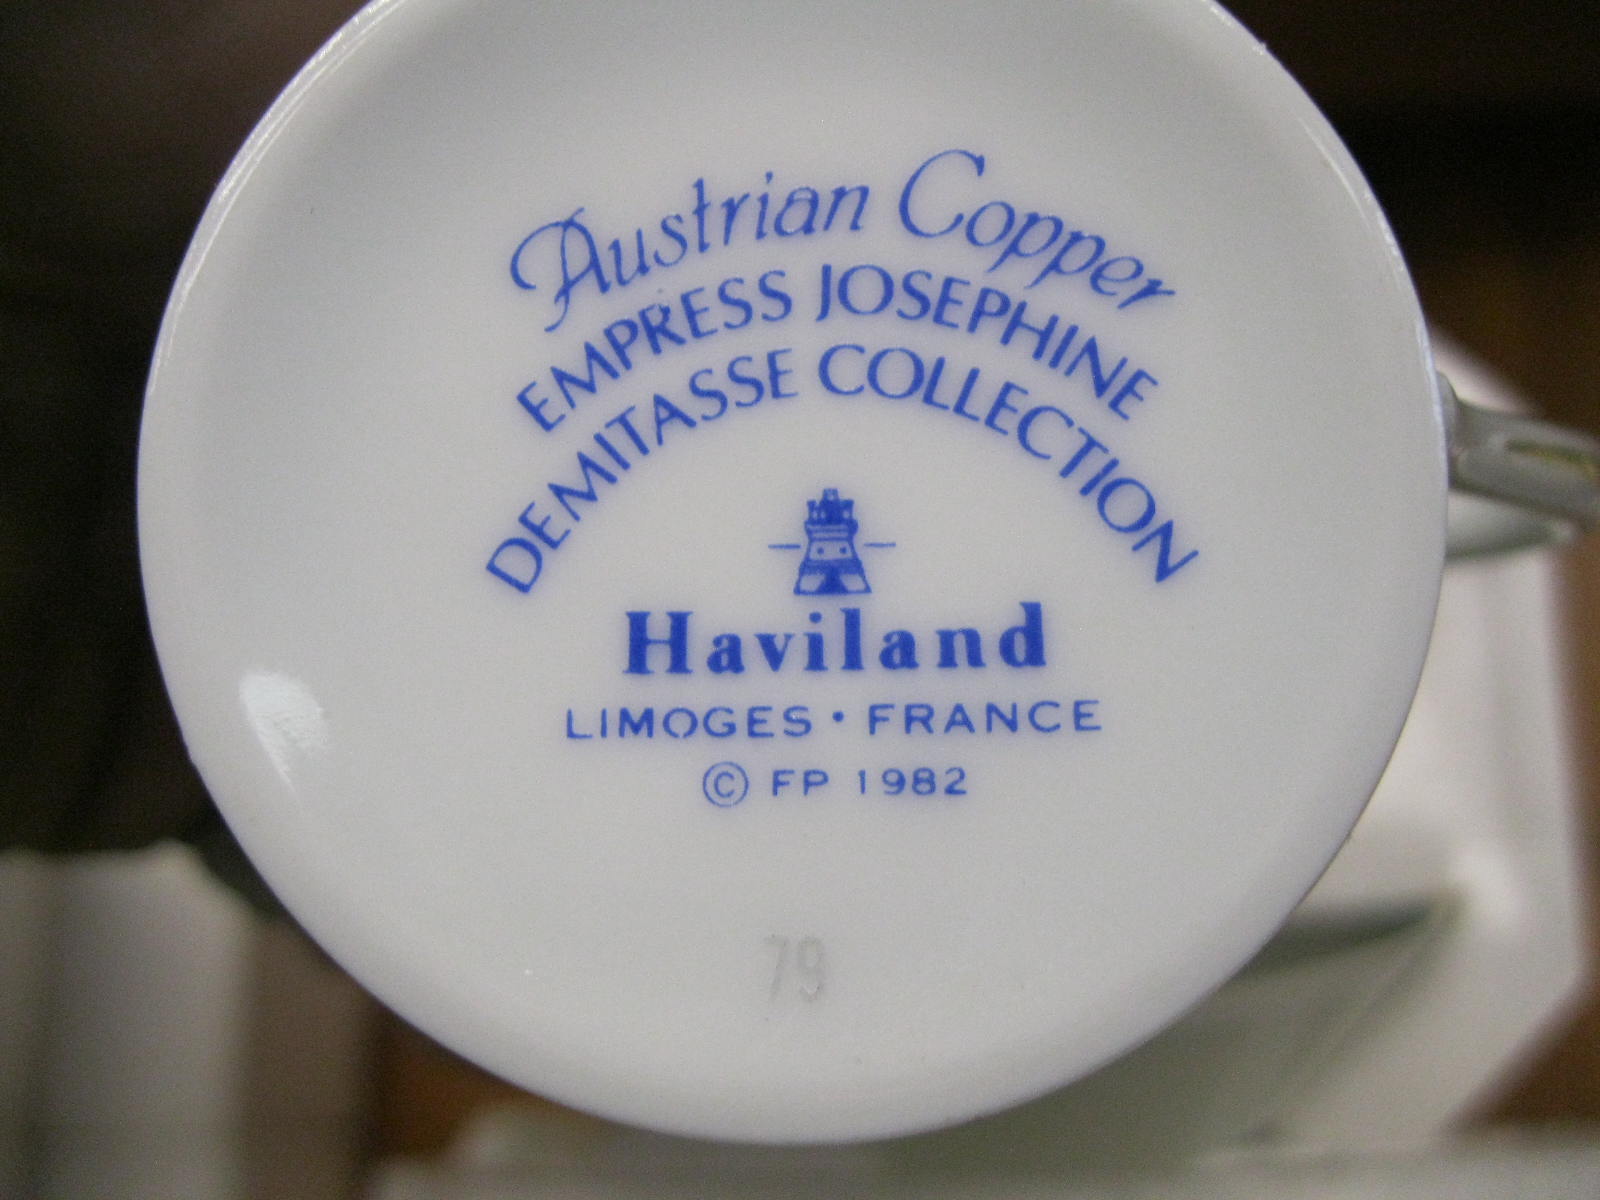 Austrian Copper
EMPRESS JOSEPHINE
DEMITASSE COLLECTION
Haviland
LIMOGES • FRANCE
© FP 1982
79